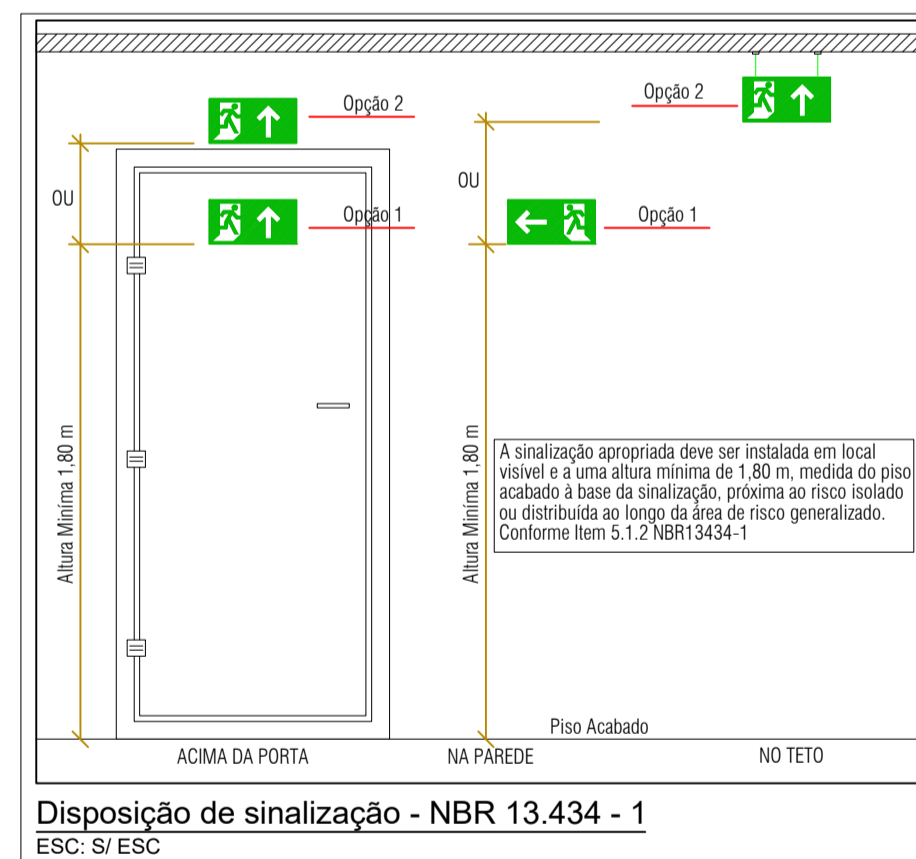 Opção 2
Opção 2
OU
OU
Opção 1
Opção 1
Altura Miníma 1,80 m
Altura Miníma 1,80 m
A sinalização apropriada deve ser instalada em local
visível e a uma altura mínima de 1,80 m, medida do piso
acabado à base da sinalização, próxima ao risco isolado
ou distribuída ao longo da área de risco generalizado.
Conforme Item 5.1.2 NBR13434-1
Piso Acabado
ACIMA DA PORTA
NA PAREDE
NO TETO
Disposição de sinalização - NBR 13.434 - 1
ESC: S/ ESC